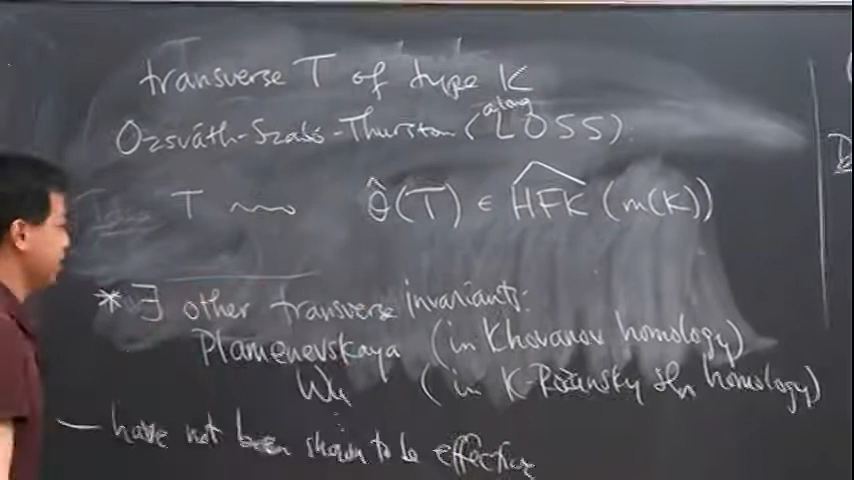 transverse T of type K
Ozsváth-Szabó-Thurston (along LOSS)
T ⇝ θ̂(T) ∈ HFK^ (m(K))
* ∃ other transverse invariants:
Plamenevskaya (in Khovanov homology)
Wu (in K-Rozansky sln homology)
— have not been shown to be effective